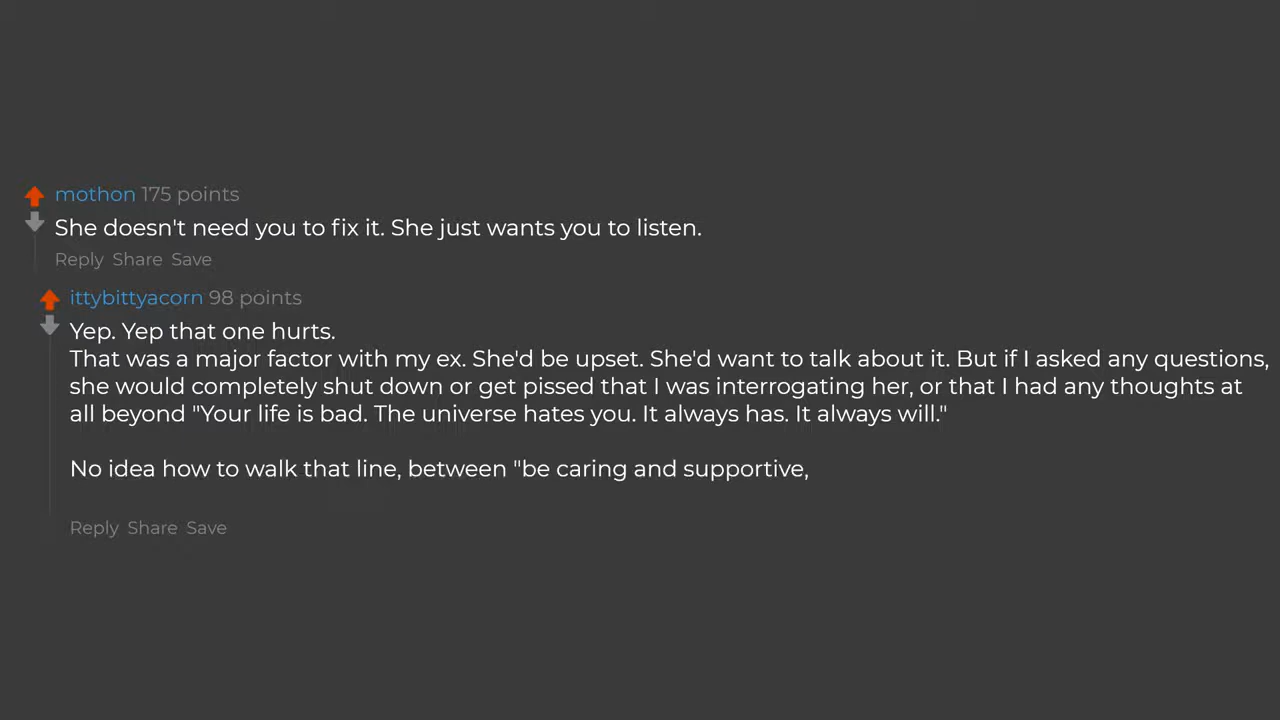 mothon 175 points
She doesn't need you to fix it. She just wants you to listen.
Reply Share Save
ittybittyacorn 98 points
Yep. Yep that one hurts.
That was a major factor with my ex. She'd be upset. She'd want to talk about it. But if I asked any questions,
she would completely shut down or get pissed that I was interrogating her, or that I had any thoughts at
all beyond "Your life is bad. The universe hates you. It always has. It always will."
No idea how to walk that line, between "be caring and supportive,
Reply Share Save